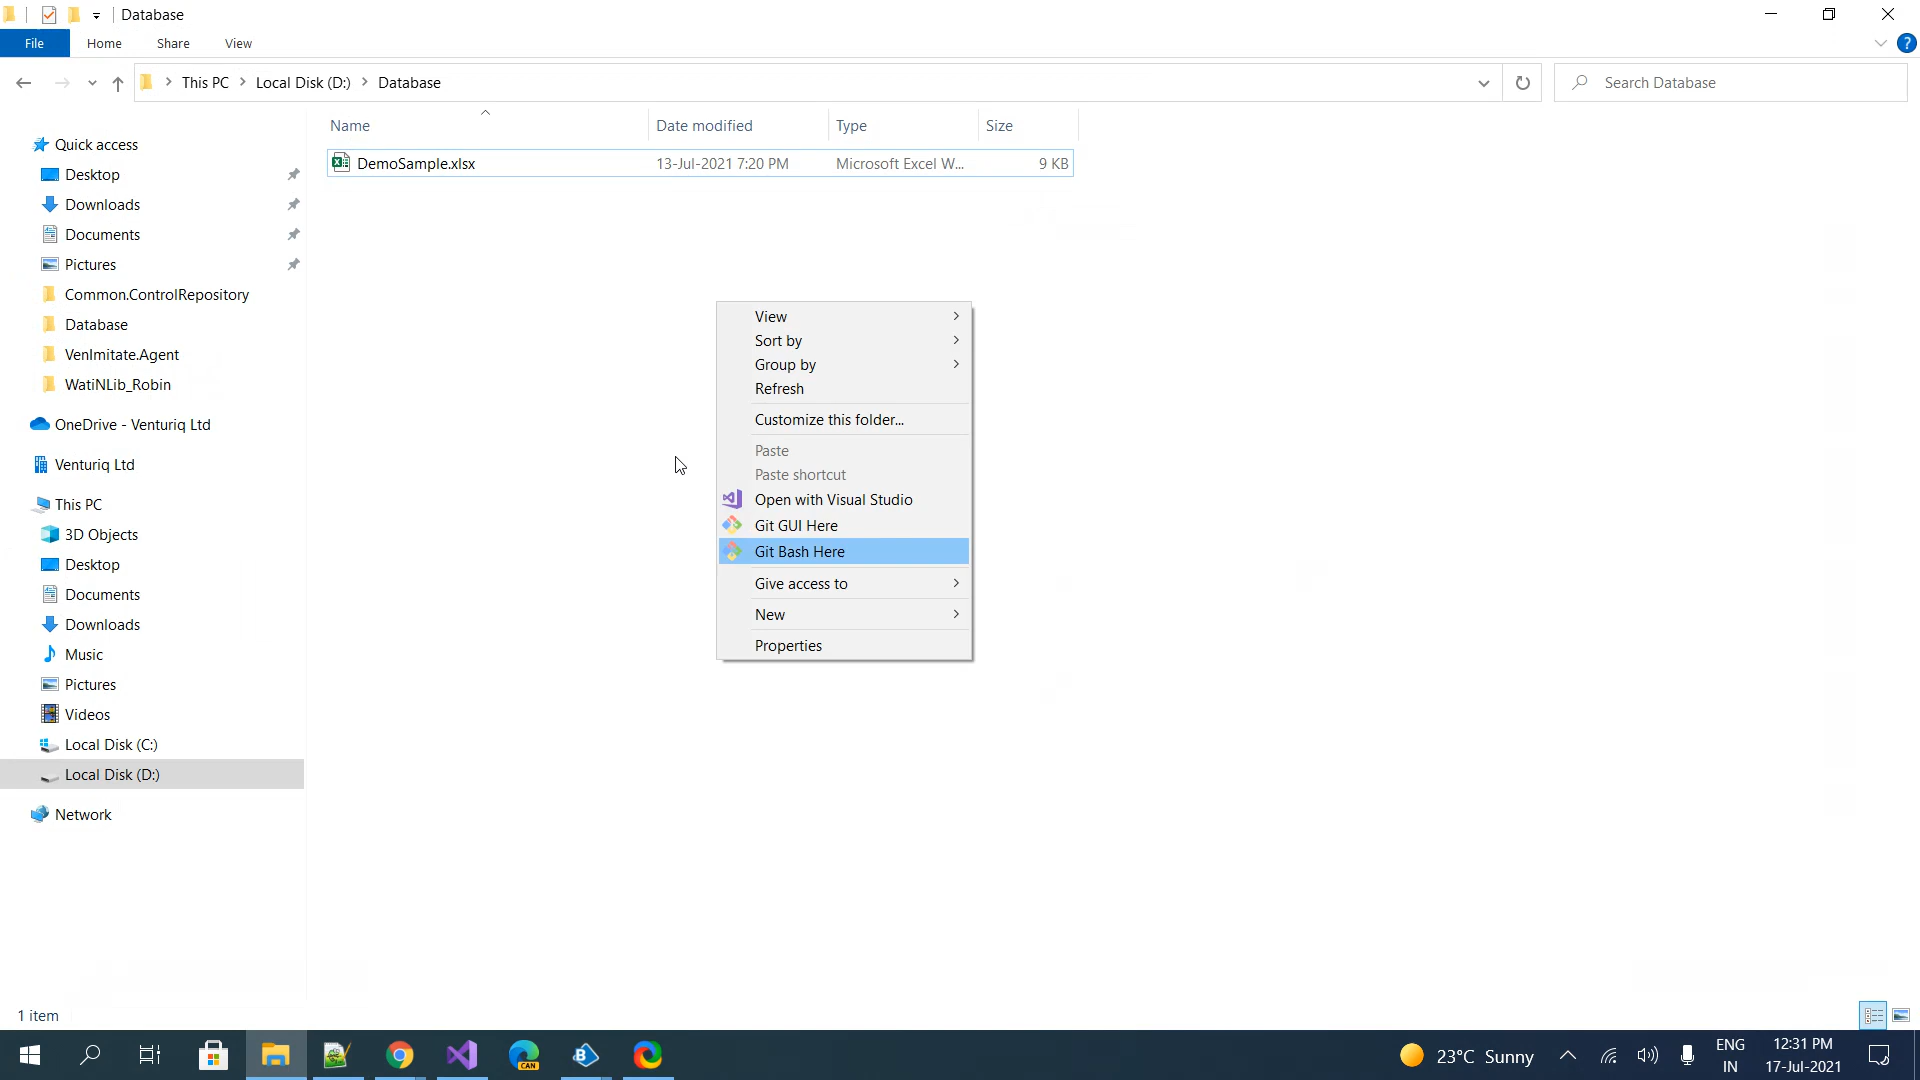 Database
File Home Share View
This PC Local Disk (D:) Database
Search Database
Name Date modified Type Size
DemoSample.xlsx 13-Jul-2021 7:20 PM Microsoft Excel W... 9 KB
Quick access
Desktop
Downloads
Documents
Pictures
Common.ControlRepository
Database
VenImitate.Agent
WatiNLib_Robin
OneDrive - Venturiq Ltd
Venturiq Ltd
This PC
3D Objects
Desktop
Documents
Downloads
Music
Pictures
Videos
Local Disk (C:)
Local Disk (D:)
Network
View
Sort by
Group by
Refresh
Customize this folder...
Paste
Paste shortcut
Open with Visual Studio
Git GUI Here
Git Bash Here
Give access to
New
Properties
1 item
CAN
B
23°C Sunny
ENG
IN
12:31 PM
17-Jul-2021